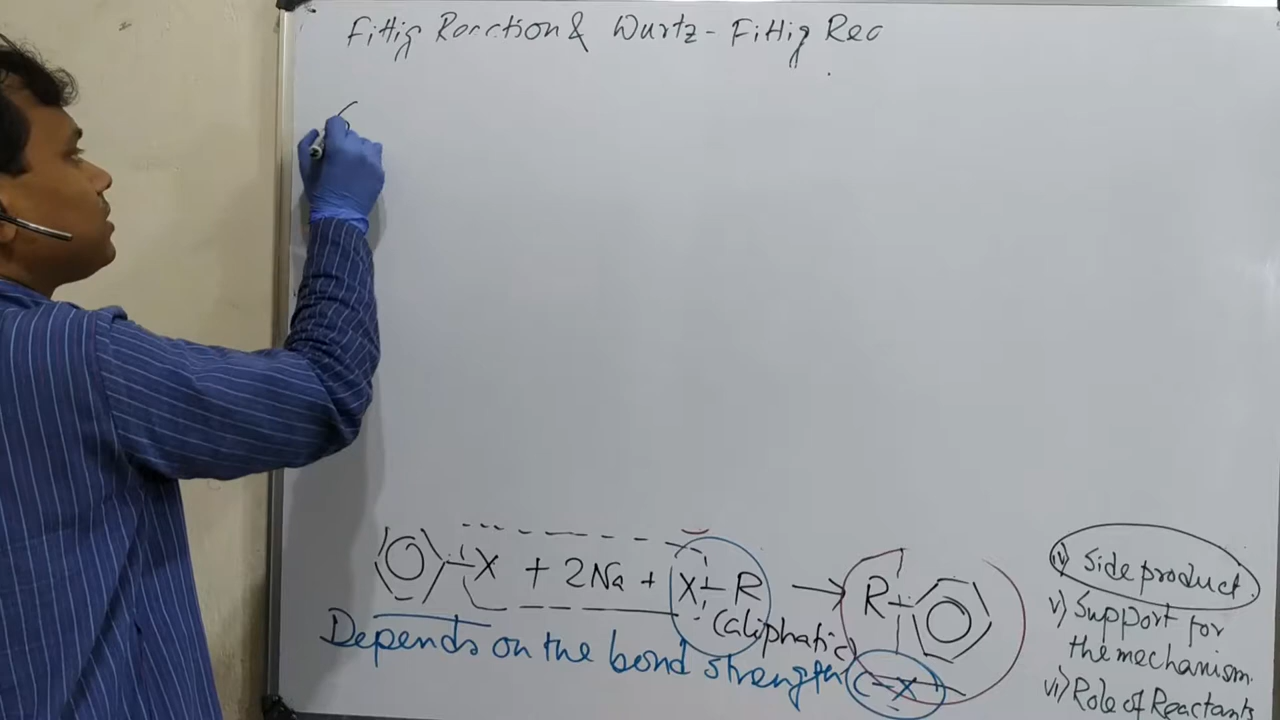 Fittig Reaction & Wurtz-Fittig Reac
X + 2Na + X-R → R
(aliphatic)
Depends on the bond strength C-X
iv) Side product
v) Support for
the mechanism.
vi) Role of Reactants